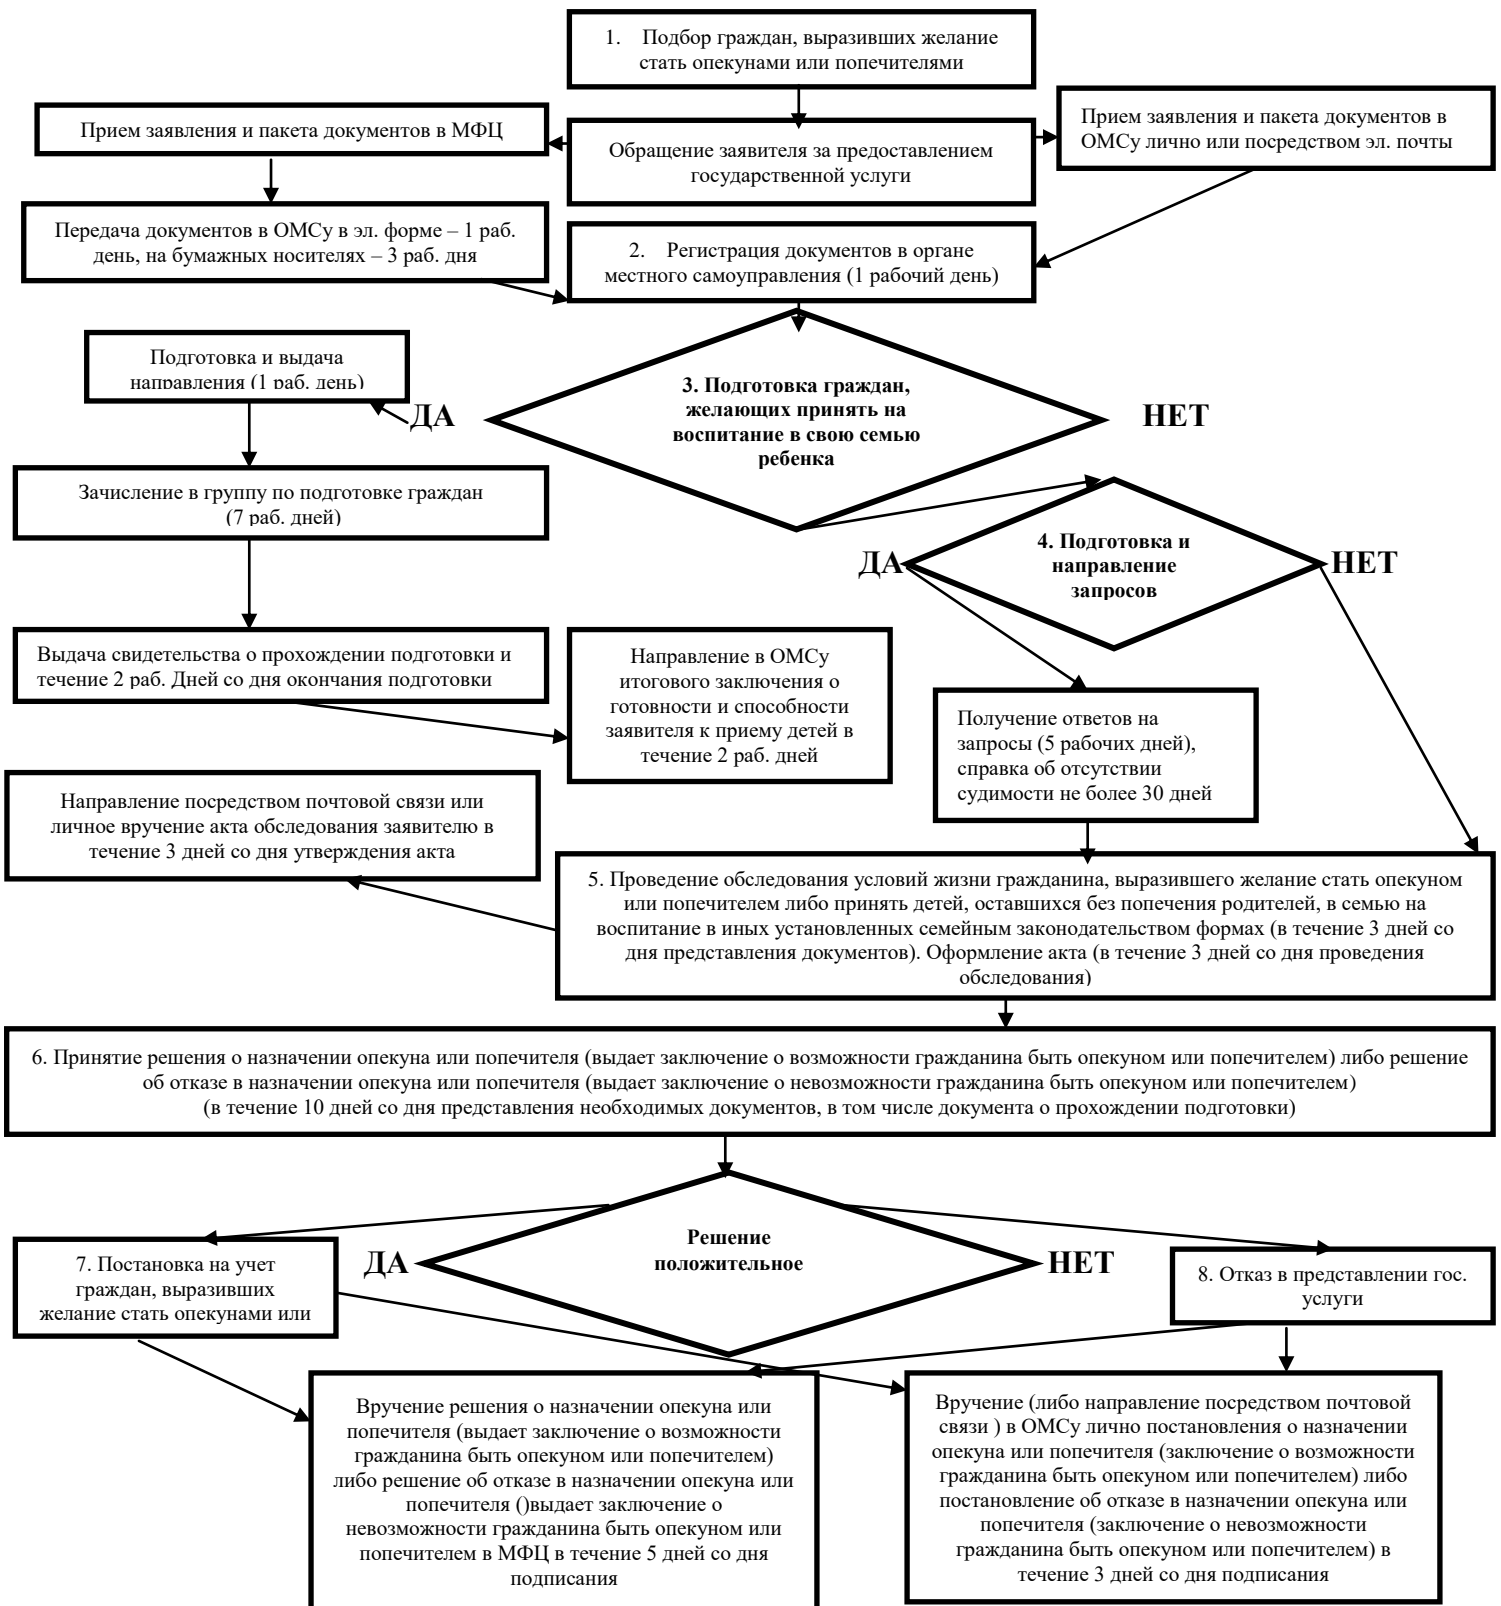 1. Подбор граждан, выразивших желание
стать опекунами или попечителями
Прием заявления и пакета документов в МФЦ
Обращение заявителя за предоставлением
государственной услуги
Прием заявления и пакета документов в
ОМСу лично или посредством эл. почты
Передача документов в ОМСу в эл. форме – 1 раб.
день, на бумажных носителях – 3 раб. дня
2. Регистрация документов в органе
местного самоуправления (1 рабочий день)
Подготовка и выдача
направления (1 раб. день)
ДА
3. Подготовка граждан,
желающих принять на
воспитание в свою семью
ребенка
НЕТ
Зачисление в группу по подготовке граждан
(7 раб. дней)
ДА
4. Подготовка и
направление
запросов
НЕТ
Выдача свидетельства о прохождении подготовки и
течение 2 раб. Дней со дня окончания подготовки
Направление в ОМСу
итогового заключения о
готовности и способности
заявителя к приему детей в
течение 2 раб. дней
Получение ответов на
запросы (5 рабочих дней),
справка об отсутствии
судимости не более 30 дней
Направление посредством почтовой связи или
личное вручение акта обследования заявителю в
течение 3 дней со дня утверждения акта
5. Проведение обследования условий жизни гражданина, выразившего желание стать опекуном
или попечителем либо принять детей, оставшихся без попечения родителей, в семью на
воспитание в иных установленных семейным законодательством формах (в течение 3 дней со
дня представления документов). Оформление акта (в течение 3 дней со дня проведения
обследования)
6. Принятие решения о назначении опекуна или попечителя (выдает заключение о возможности гражданина быть опекуном или попечителем) либо решение
об отказе в назначении опекуна или попечителя (выдает заключение о невозможности гражданина быть опекуном или попечителем)
(в течение 10 дней со дня представления необходимых документов, в том числе документа о прохождении подготовки)
7. Постановка на учет
граждан, выразивших
желание стать опекунами или
ДА
Решение
положительное
НЕТ
8. Отказ в представлении гос.
услуги
Вручение решения о назначении опекуна или
попечителя (выдает заключение о возможности
гражданина быть опекуном или попечителем)
либо решение об отказе в назначении опекуна или
попечителя ()выдает заключение о
невозможности гражданина быть опекуном или
попечителем в МФЦ в течение 5 дней со дня
подписания
Вручение (либо направление посредством почтовой
связи ) в ОМСу лично постановления о назначении
опекуна или попечителя (заключение о возможности
гражданина быть опекуном или попечителем) либо
постановление об отказе в назначении опекуна или
попечителя (заключение о невозможности
гражданина быть опекуном или попечителем) в
течение 3 дней со дня подписания